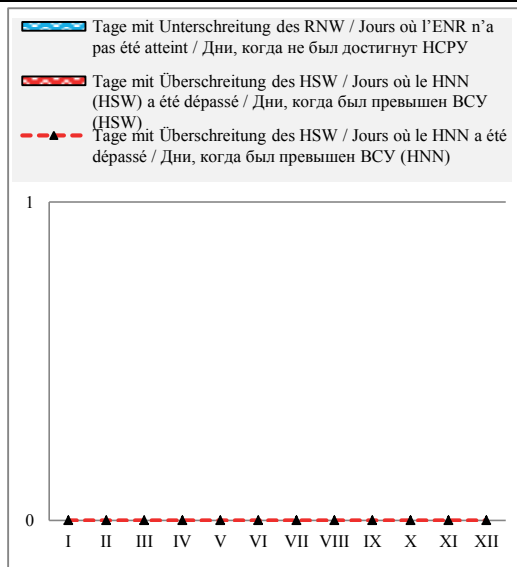 Tage mit Unterschreitung des RNW / Jours où l'ENR n'a
pas été atteint / Дни, когда не был достигнут НСРУ
Tage mit Überschreitung des HSW / Jours où le HNN
(HSW) a été dépassé / Дни, когда был превышен ВСУ
(HSW)
Tage mit Überschreitung des HSW / Jours où le HNN a été
dépassé / Дни, когда был превышен ВСУ (HNN)
1
0
I II III IV V VI VII VIII IX X XI XII